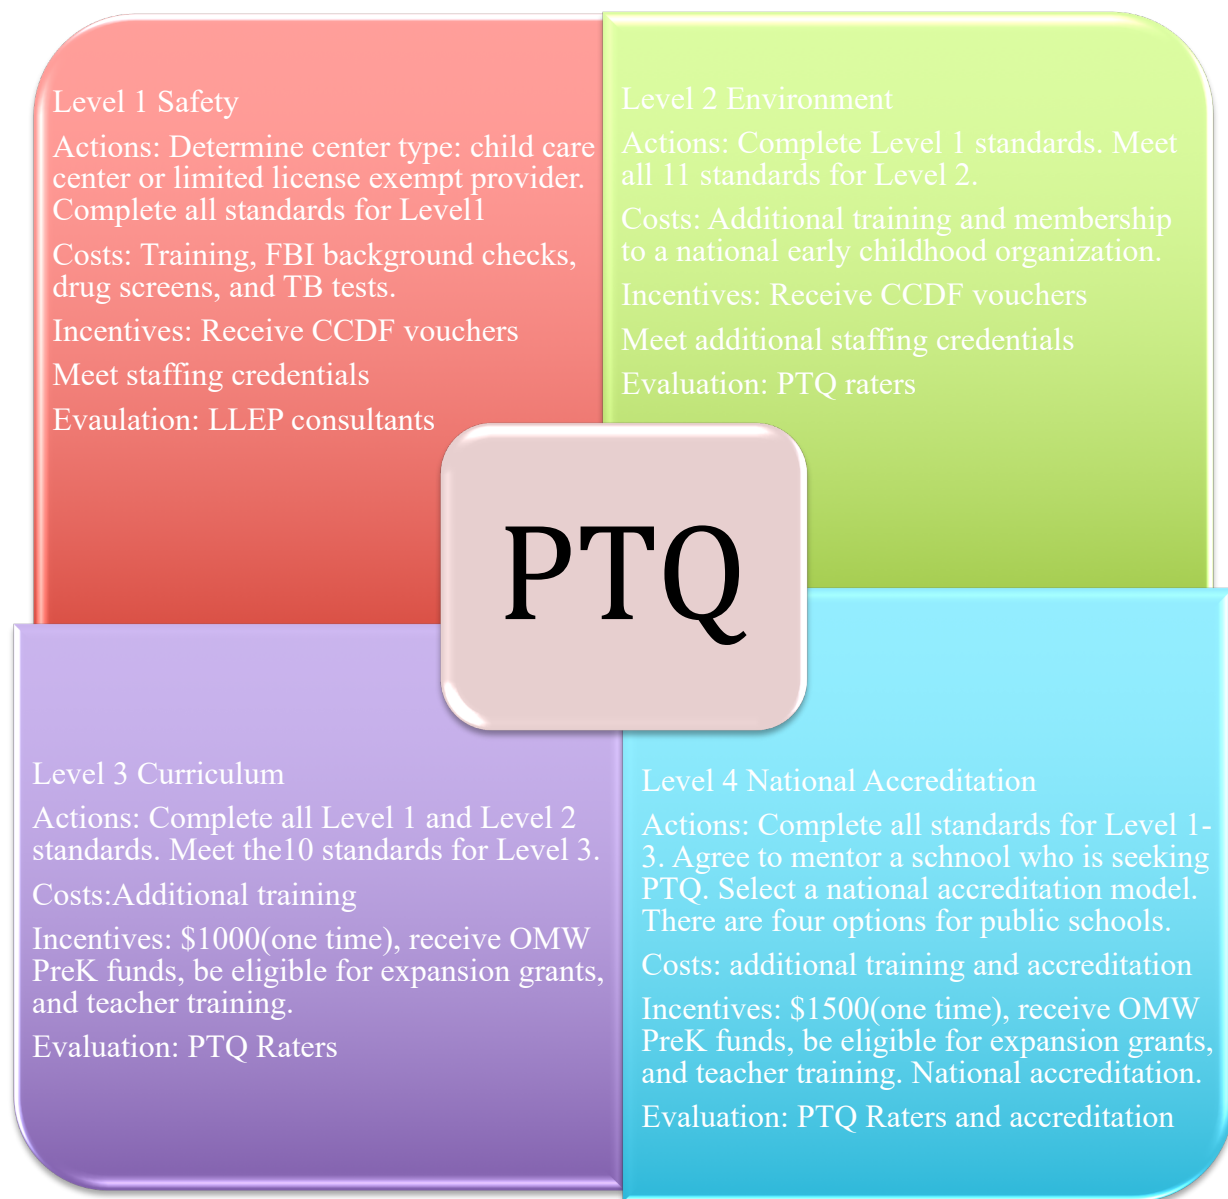 Level 1 Safety
Actions: Determine center type: child care
center or limited license exempt provider.
Complete all standards for Level1
Costs: Training, FBI background checks,
drug screens, and TB tests.
Incentives: Receive CCDF vouchers
Meet staffing credentials
Evaulation: LLEP consultants
Level 2 Environment
Actions: Complete Level 1 standards. Meet
all 11 standards for Level 2.
Costs: Additional training and membership
to a national early childhood organization.
Incentives: Receive CCDF vouchers
Meet additional staffing credentials
Evaluation: PTQ raters
PTQ
Level 3 Curriculum
Actions: Complete all Level 1 and Level 2
standards. Meet the10 standards for Level 3.
Costs:Additional training
Incentives: $1000(one time), receive OMW
PreK funds, be eligible for expansion grants,
and teacher training.
Evaluation: PTQ Raters
Level 4 National Accreditation
Actions: Complete all standards for Level 1-
3. Agree to mentor a schnool who is seeking
PTQ. Select a national accreditation model.
There are four options for public schools.
Costs: additional training and accreditation
Incentives: $1500(one time), receive OMW
PreK funds, be eligible for expansion grants,
and teacher training. National accreditation.
Evaluation: PTQ Raters and accreditation